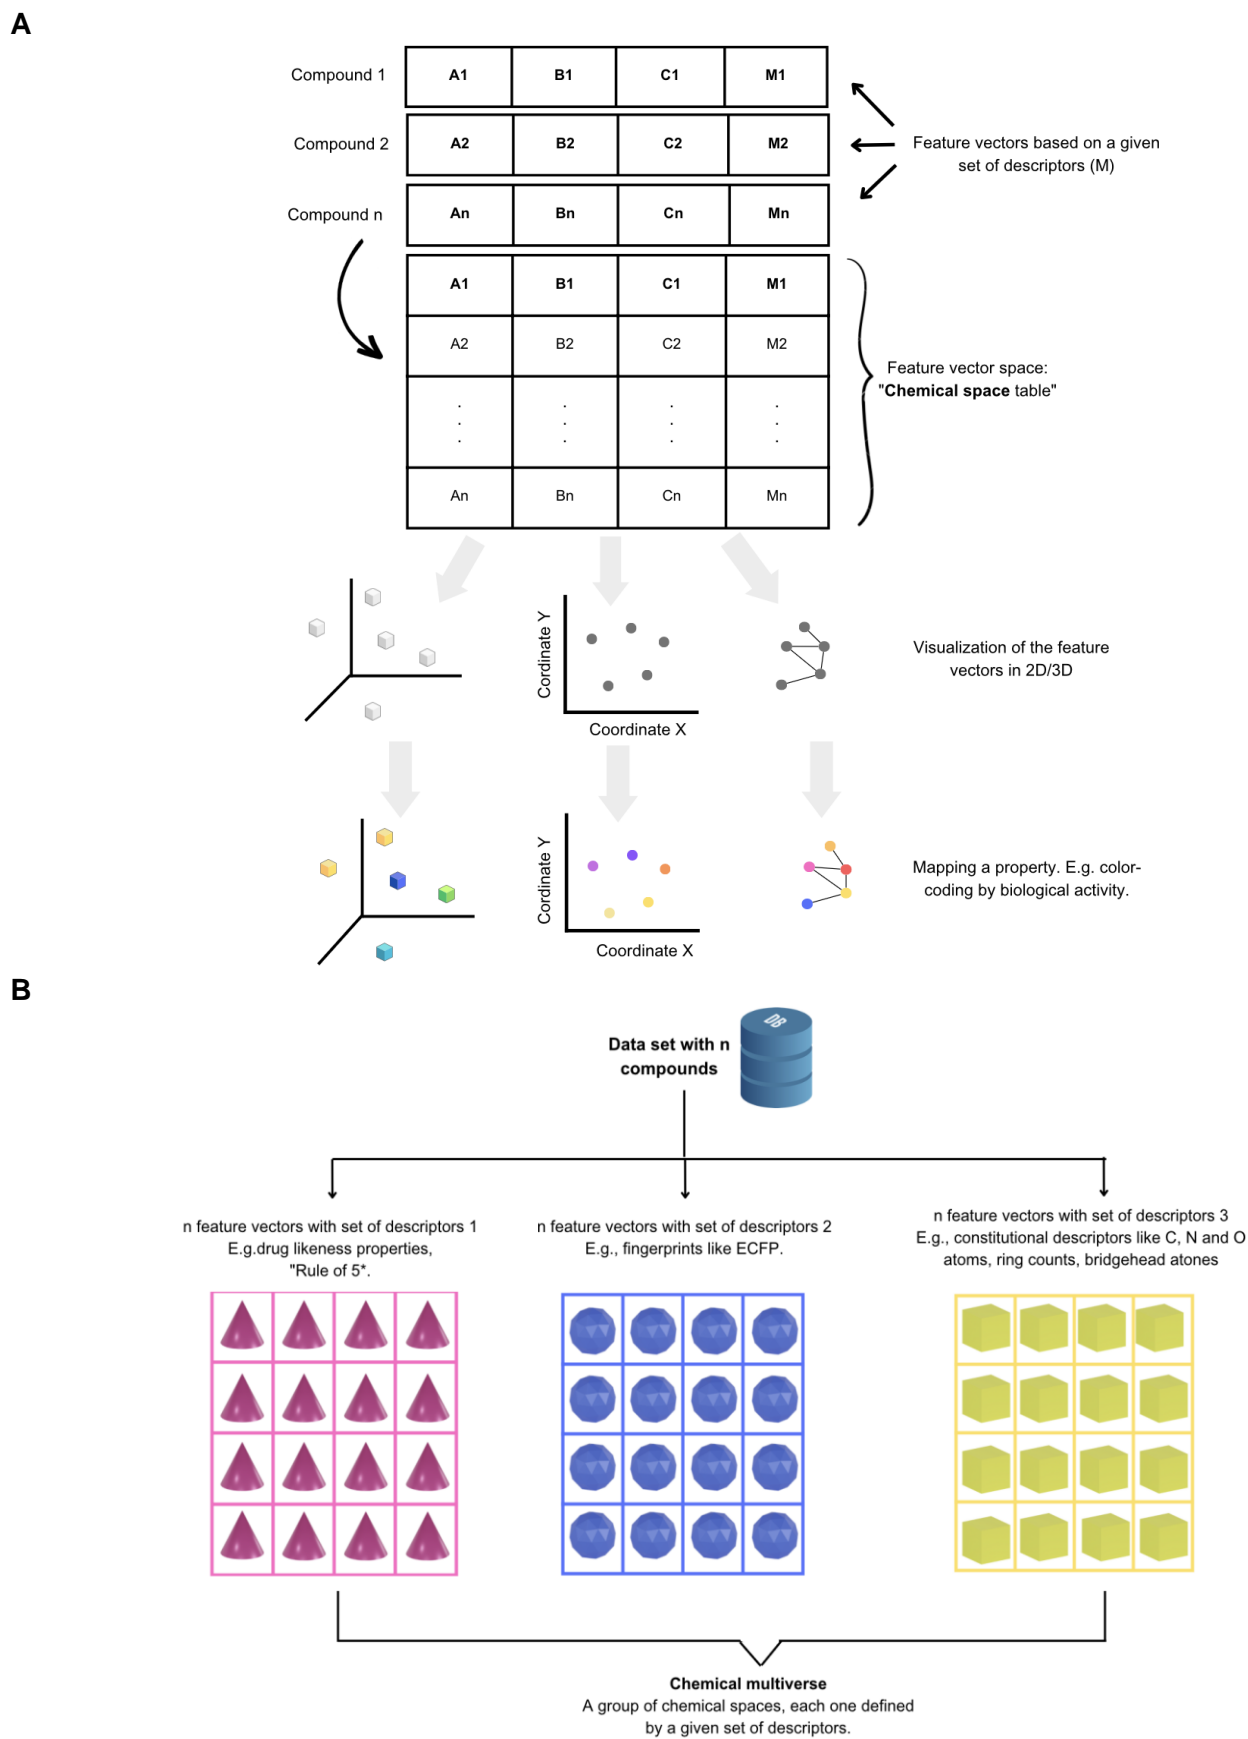 A
Compound 1
A1 B1 C1 M1
Compound 2
A2 B2 C2 M2
Feature vectors based on a given
set of descriptors (M)
Compound n
An Bn Cn Mn
A1 B1 C1 M1
A2 B2 C2 M2
. . . .
. . . .
. . . .
An Bn Cn Mn
Feature vector space:
"Chemical space table"
Cordinate Y
Coordinate X
Visualization of the feature
vectors in 2D/3D
Cordinate Y
Coordinate X
Mapping a property. E.g. color-
coding by biological activity.
B
Data set with n
compounds
DB
n feature vectors with set of descriptors 1
E.g.drug likeness properties,
"Rule of 5*.
n feature vectors with set of descriptors 2
E.g., fingerprints like ECFP.
n feature vectors with set of descriptors 3
E.g., constitutional descriptors like C, N and O
atoms, ring counts, bridgehead atones
Chemical multiverse
A group of chemical spaces, each one defined
by a given set of descriptors.